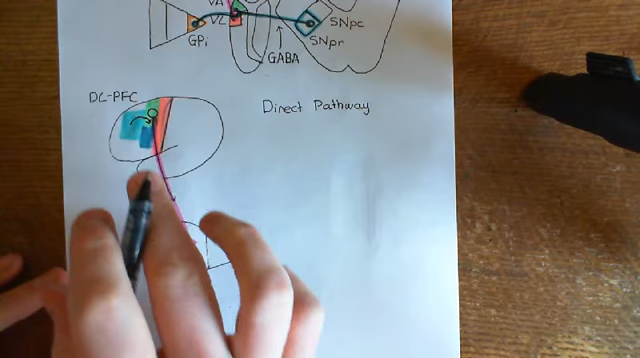 VA
VL
GPi
SNpc
SNpr
GABA
DL-PFC
Direct Pathway